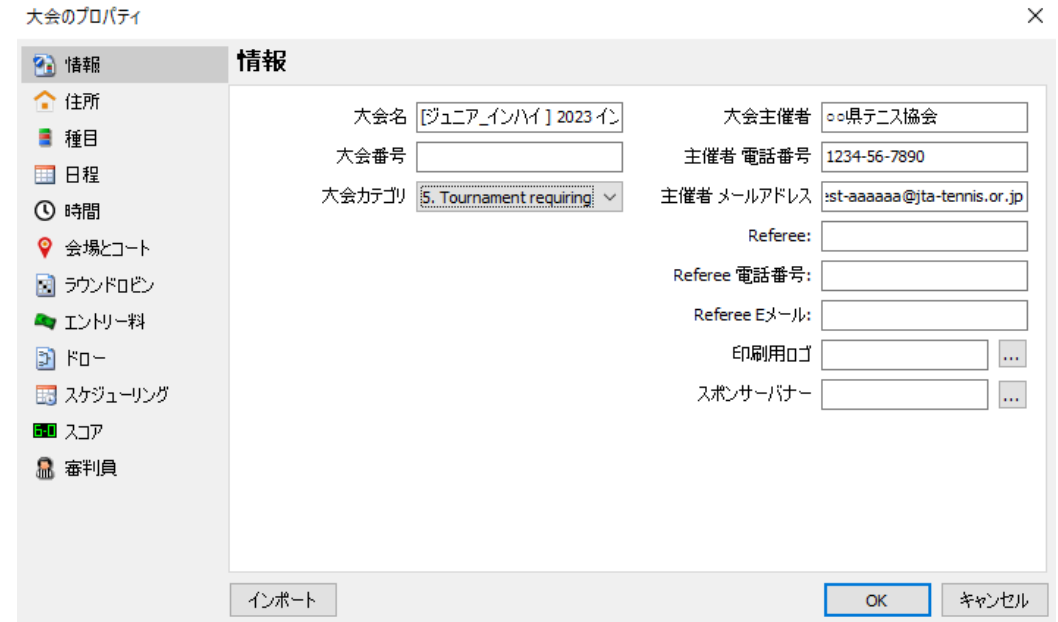 大会のプロパティ
情報
住所
種目
日程
時間
会場とコート
ラウンドロビン
エントリー料
ドロー
スケジューリング
6-0 スコア
審判員
情報
大会名 [ジュニア_インハイ] 2023 イン
大会番号
大会カテゴリ 5. Tournament requiring
大会主催者 ○○県テニス協会
主催者 電話番号 1234-56-7890
主催者 メールアドレス est-aaaaaa@jta-tennis.or.jp
Referee:
Referee 電話番号:
Referee Eメール:
印刷用ロゴ ...
スポンサーバナー ...
インポート
OK
キャンセル